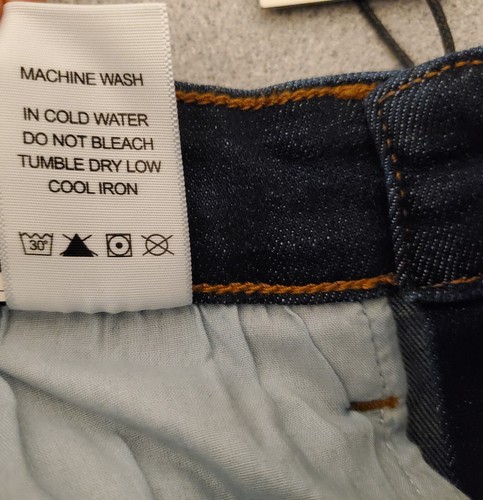 MACHINE WASH
IN COLD WATER
DO NOT BLEACH
TUMBLE DRY LOW
COOL IRON
30°